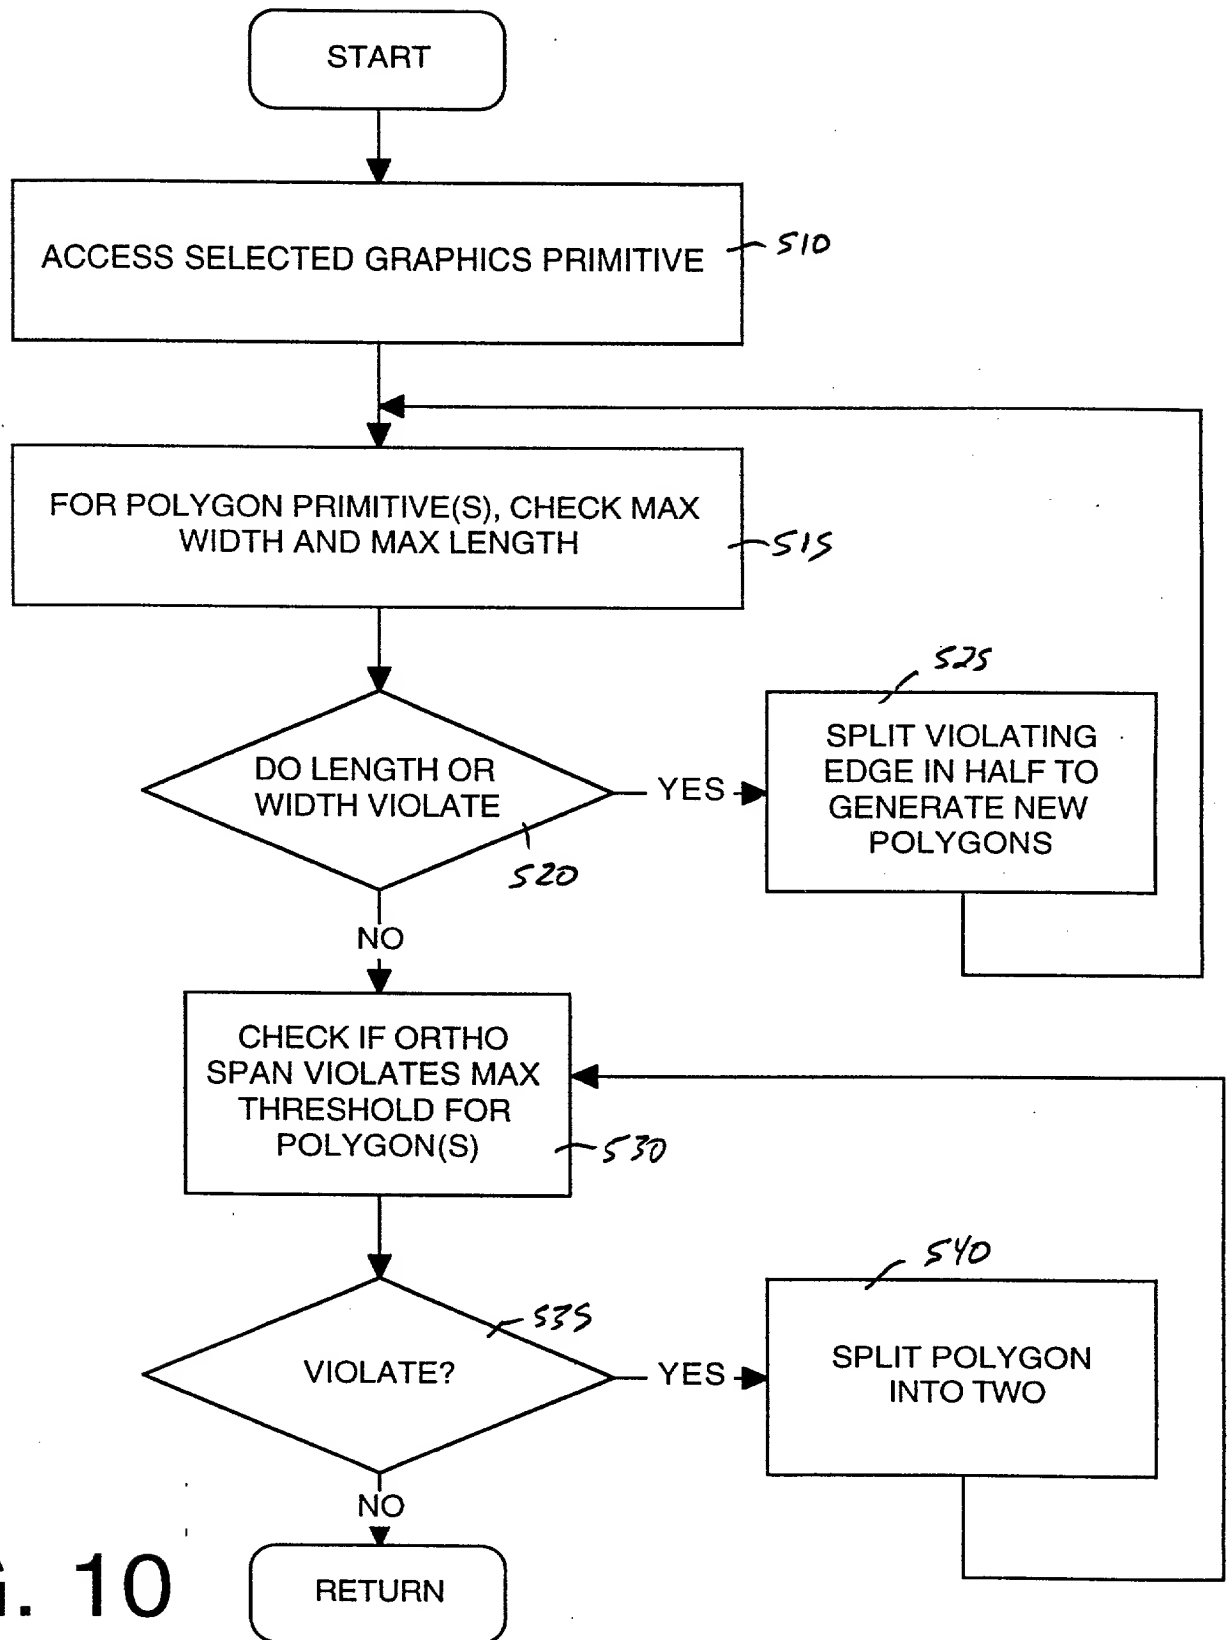 START
ACCESS SELECTED GRAPHICS PRIMITIVE
510
FOR POLYGON PRIMITIVE(S), CHECK MAX
WIDTH AND MAX LENGTH
515
DO LENGTH OR
WIDTH VIOLATE
520
YES
525
SPLIT VIOLATING
EDGE IN HALF TO
GENERATE NEW
POLYGONS
NO
CHECK IF ORTHO
SPAN VIOLATES MAX
THRESHOLD FOR
POLYGON(S)
530
VIOLATE?
535
YES
540
SPLIT POLYGON
INTO TWO
NO
RETURN
G. 10